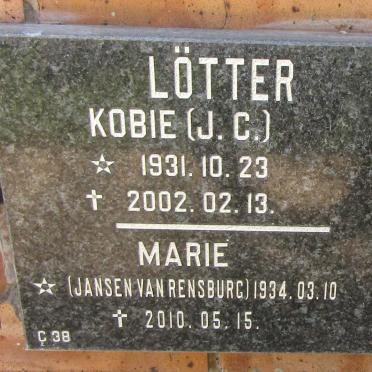 LÖTTER
KOBIE (J. C.)
☆ 1931. 10. 23
✝ 2002. 02. 13.
MARIE
☆ (JANSEN VAN RENSBURG) 1934. 03. 10
✝ 2010. 05. 15.
C 38